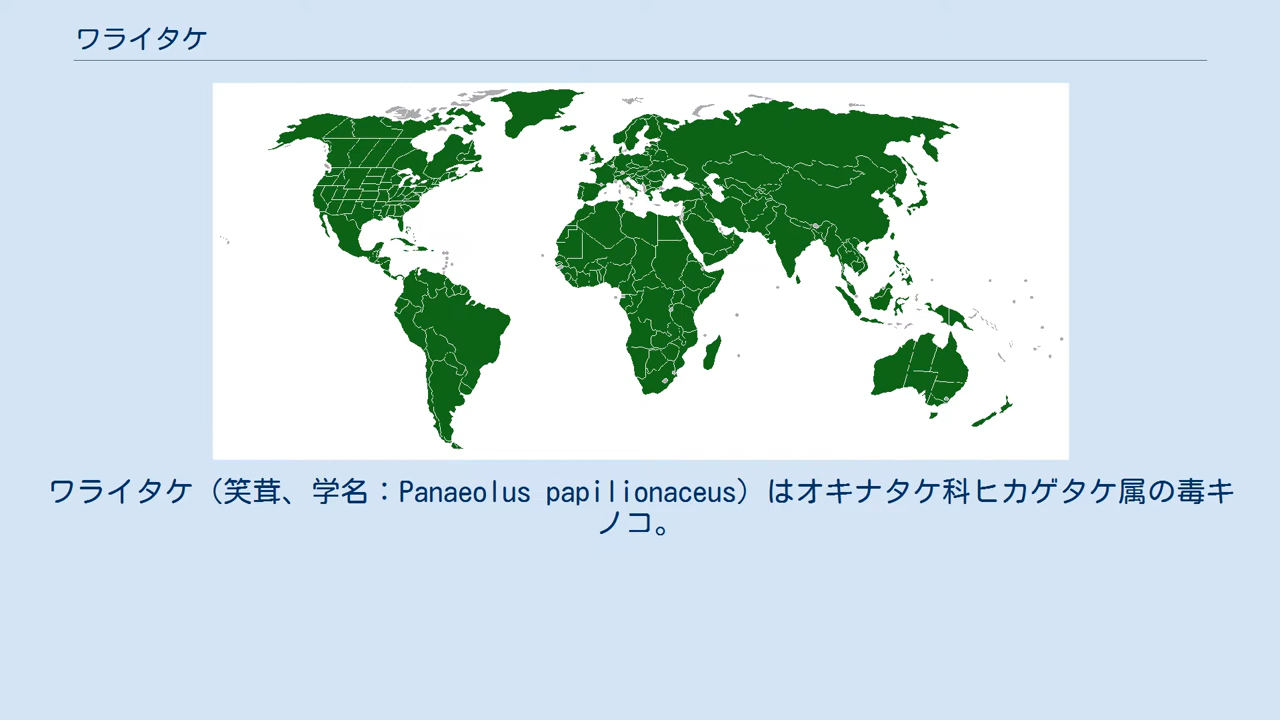 ワライタケ
ワライタケ（笑茸、学名：Panaeolus papilionaceus）はオキナタケ科ヒカゲタケ属の毒キ
ノコ。